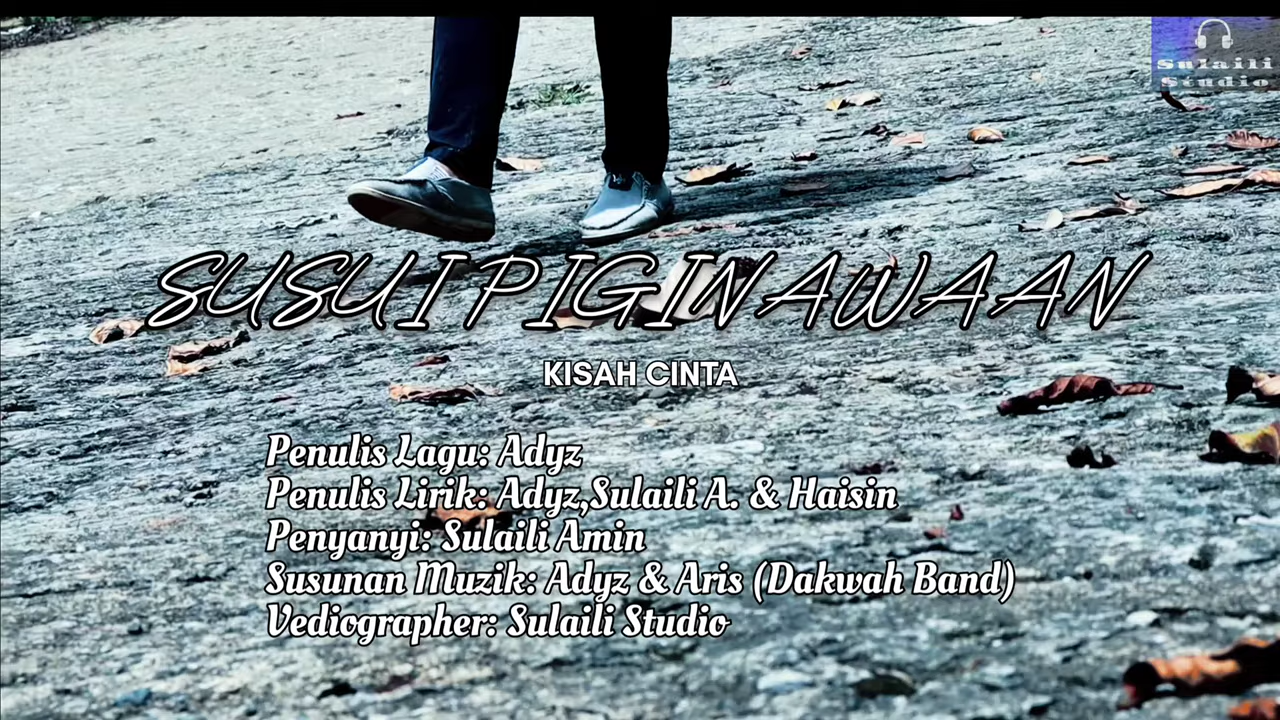 Sulaili
Studio
SUSUI PIGINAWAAN
KISAH CINTA
Penulis Lagu: Adyz
Penulis Lirik: Adyz,Sulaili A. & Haisin
Penyanyi: Sulaili Amin
Susunan Muzik: Adyz & Aris (Dakwah Band)
Vediographer: Sulaili Studio